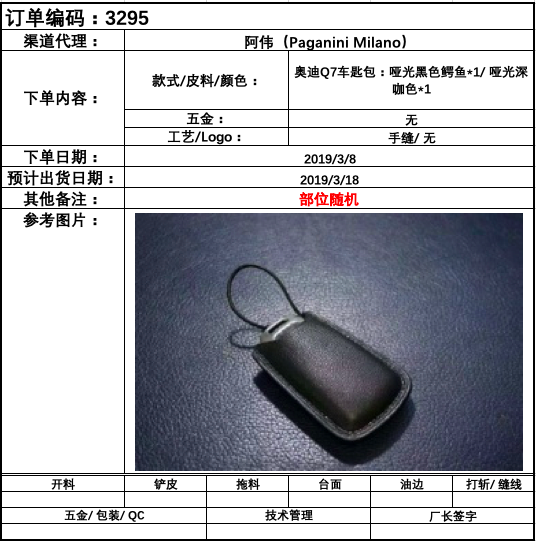 订单编码：3295
渠道代理：
阿伟（Paganini Milano）
下单内容：
款式/皮料/颜色：
奥迪Q7车匙包：哑光黑色鳄鱼*1/ 哑光深
咖色*1
五金：
无
工艺/Logo：
手缝/ 无
下单日期：
2019/3/8
预计出货日期：
2019/3/18
其他备注：
部位随机
参考图片：
开料
铲皮
拖料
台面
油边
打斩/ 缝线
五金/ 包装/ QC
技术管理
厂长签字